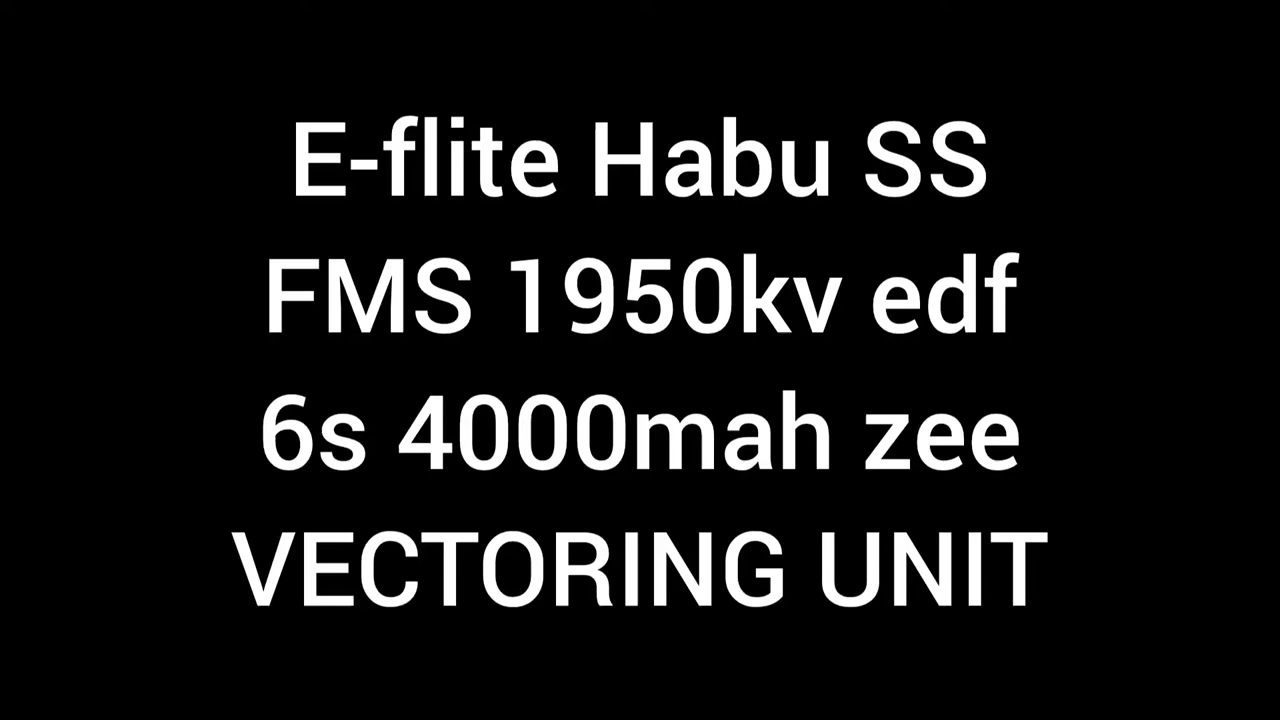 E-flite Habu SS
FMS 1950kv edf
6s 4000mah zee
VECTORING UNIT